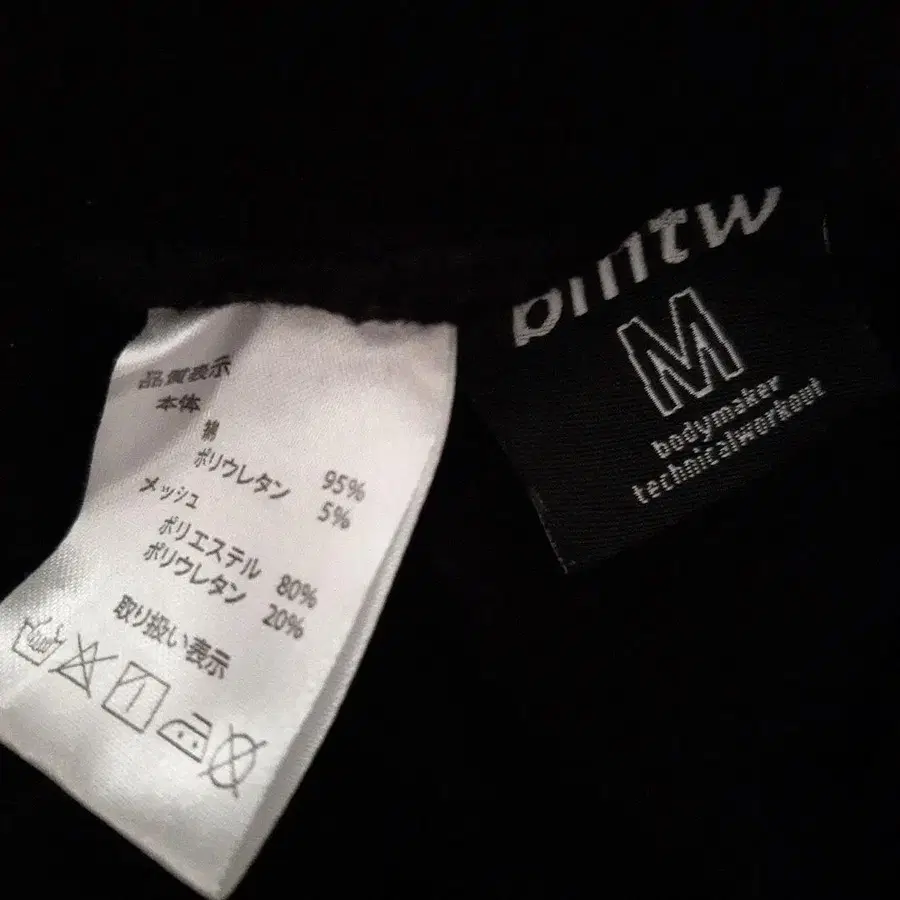 品質表示
本体
綿
ポリウレタン 95%
メッシュ 5%
ポリエステル 80%
ポリウレタン 20%
取り扱い表示
bmtw
M
bodymaker
technicalworkout